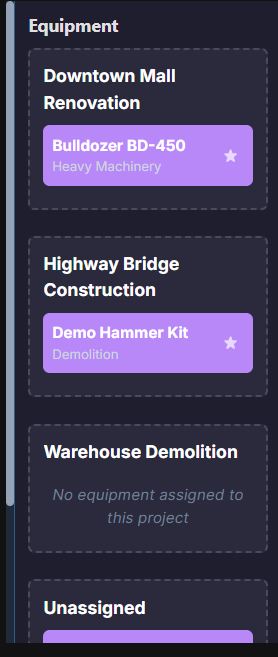 Equipment
Downtown Mall
Renovation
Bulldozer BD-450
Heavy Machinery
Highway Bridge
Construction
Demo Hammer Kit
Demolition
Warehouse Demolition
No equipment assigned to
this project
Unassigned